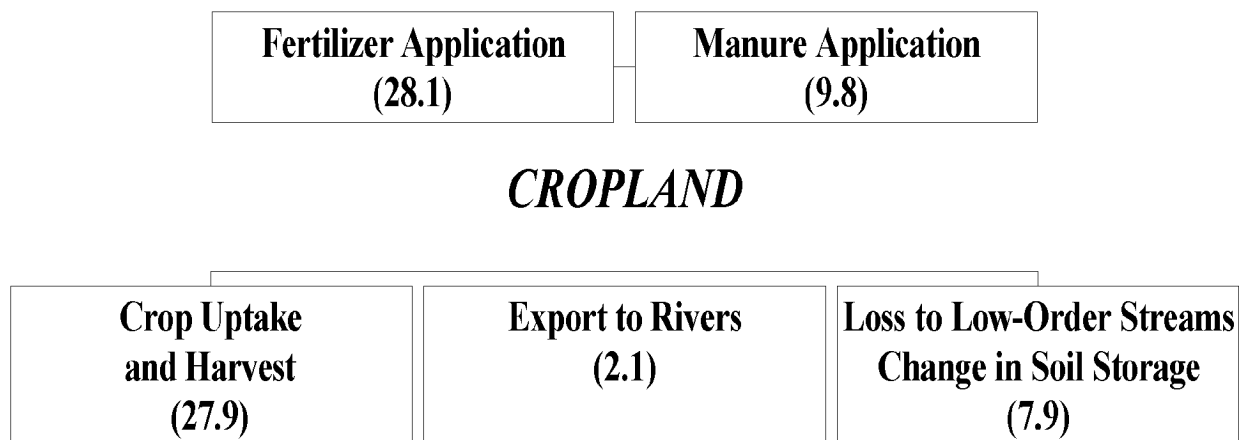 Fertilizer Application
(28.1)
Manure Application
(9.8)
CROPLAND
Crop Uptake
and Harvest
(27.9)
Export to Rivers
(2.1)
Loss to Low-Order Streams
Change in Soil Storage
(7.9)